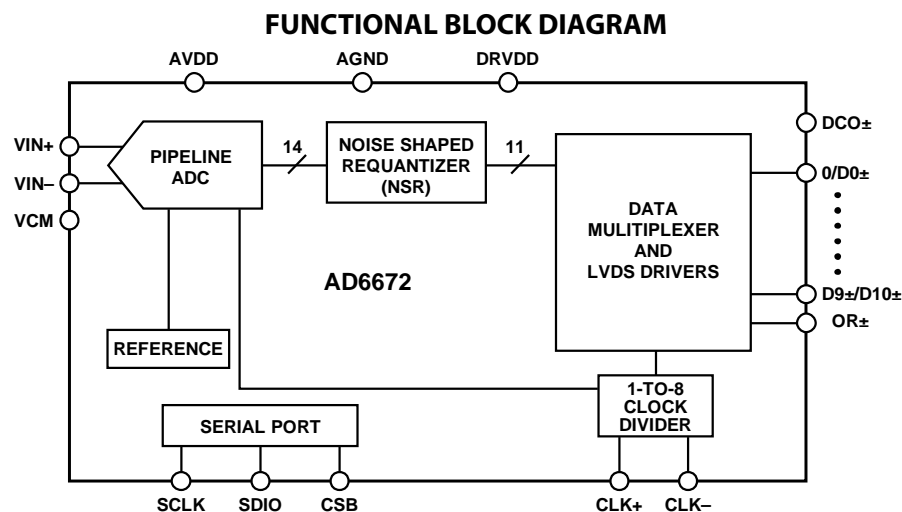 FUNCTIONAL BLOCK DIAGRAM
AVDD
AGND
DRVDD
VIN+
VIN–
VCM
PIPELINE
ADC
14
NOISE SHAPED
REQUANTIZER
(NSR)
11
DATA
MULITIPLEXER
AND
LVDS DRIVERS
DCO±
0/D0±
D9±/D10±
OR±
AD6672
REFERENCE
SERIAL PORT
1-TO-8
CLOCK
DIVIDER
SCLK
SDIO
CSB
CLK+
CLK–